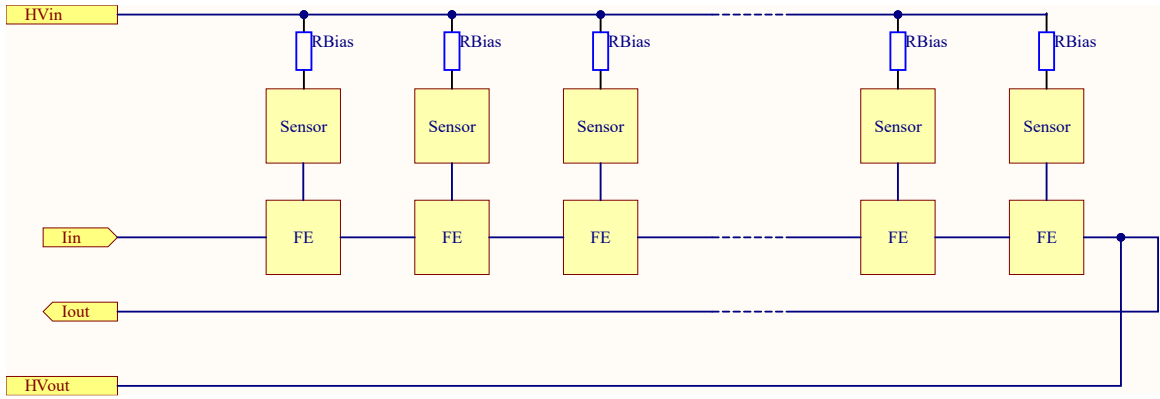 HVin
RBias
RBias
RBias
RBias
RBias
Sensor
Sensor
Sensor
Sensor
Sensor
Iin
FE
FE
FE
FE
FE
Iout
HVout